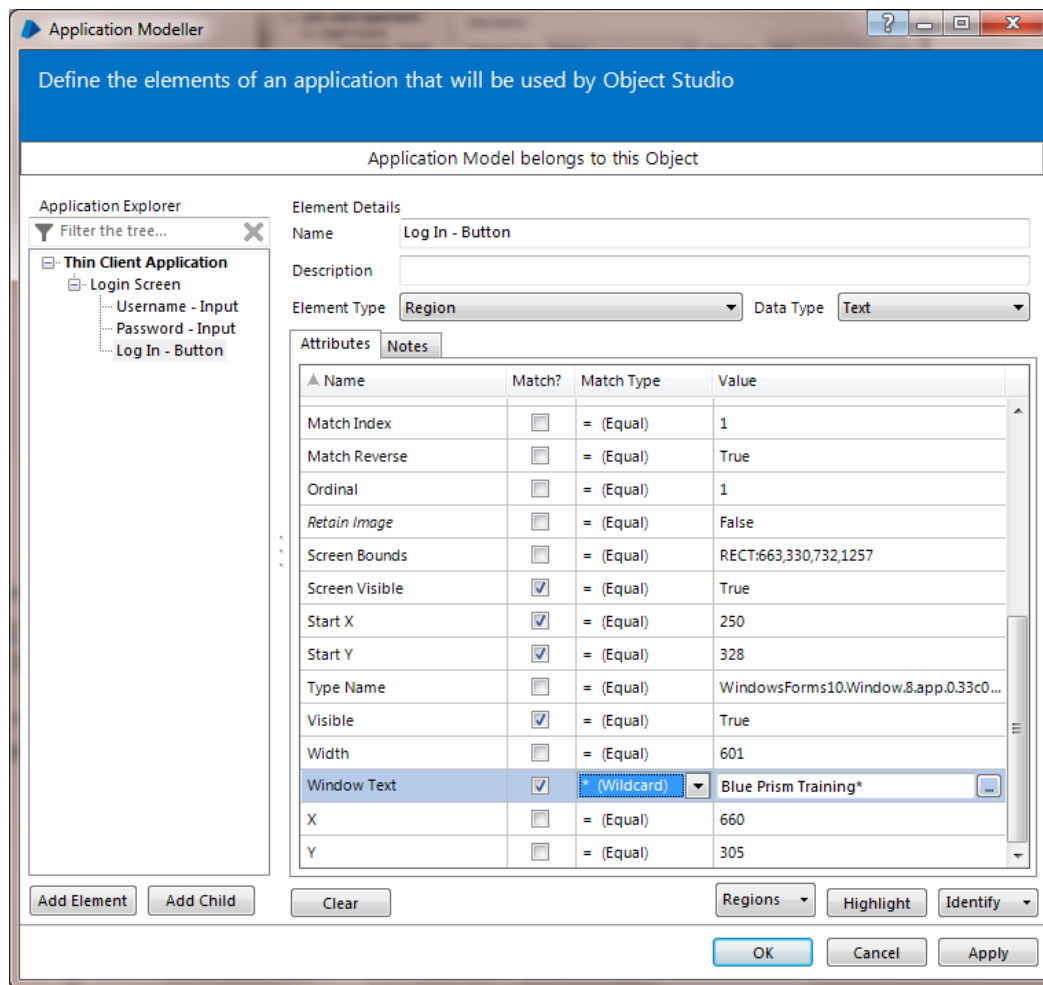 Application Modeller
?
X
Define the elements of an application that will be used by Object Studio
Application Model belongs to this Object
Application Explorer
Filter the tree...
Thin Client Application
Login Screen
Username - Input
Password - Input
Log In - Button
Element Details
Name Log In - Button
Description
Element Type Region Data Type Text
Attributes Notes
Name Match? Match Type Value
Match Index = (Equal) 1
Match Reverse = (Equal) True
Ordinal = (Equal) 1
Retain Image = (Equal) False
Screen Bounds = (Equal) RECT:663,330,732,1257
Screen Visible = (Equal) True
Start X = (Equal) 250
Start Y = (Equal) 328
Type Name = (Equal) WindowsForms10.Window.8.app.0.33c0...
Visible = (Equal) True
Width = (Equal) 601
Window Text * (Wildcard) Blue Prism Training* ...
X = (Equal) 660
Y = (Equal) 305
Add Element Add Child Clear Regions Highlight Identify
OK Cancel Apply